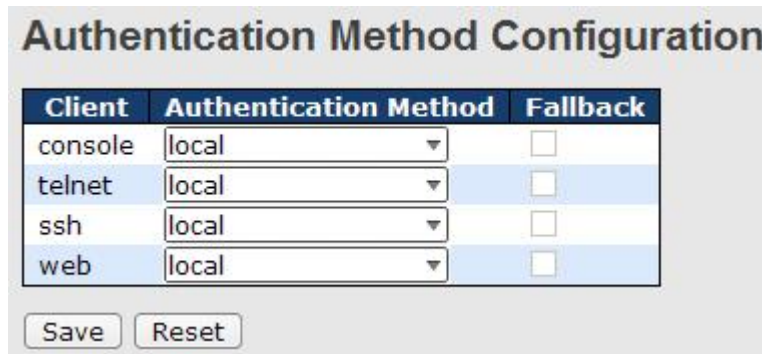 Authentication Method Configuration
Client Authentication Method Fallback
console local
telnet local
ssh local
web local
Save Reset